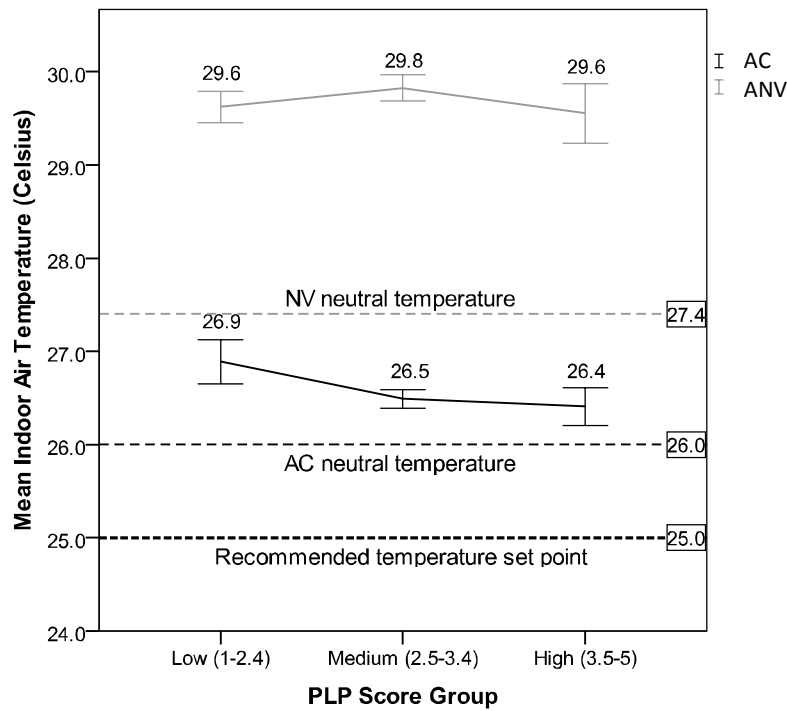 30.0
29.0
28.0
27.0
26.0
25.0
24.0
Mean Indoor Air Temperature (Celsius)
29.6
29.8
29.6
AC
ANV
NV neutral temperature
27.4
26.9
26.5
26.4
26.0
AC neutral temperature
25.0
Recommended temperature set point
Low (1-2.4)
Medium (2.5-3.4)
High (3.5-5)
PLP Score Group